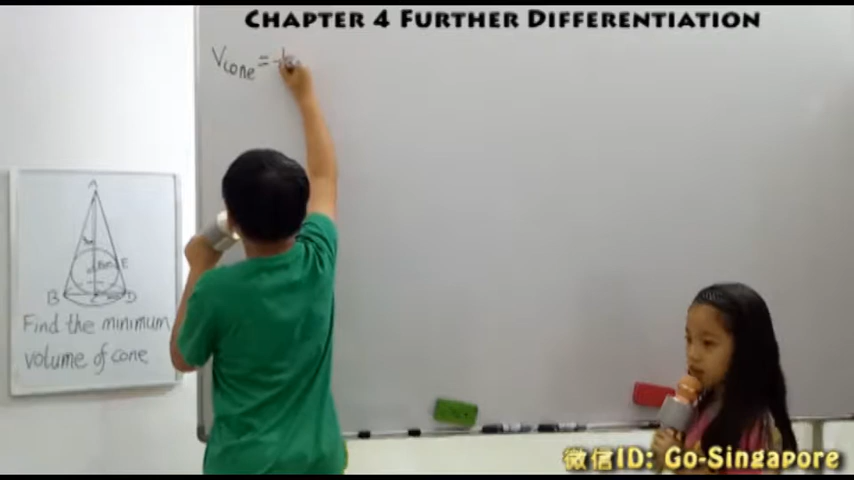 CHAPTER 4 FURTHER DIFFERENTIATION
Vcone =
A
E
B
D
Find the minimum
volume of cone
微信ID: Go-Singapore